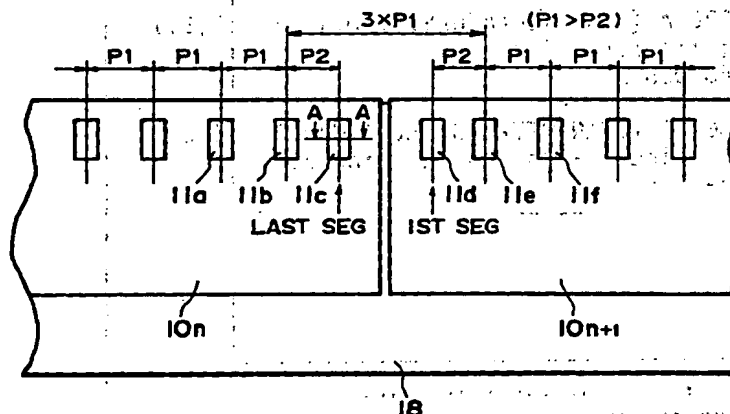 3×P1 (P1>P2)
P1 P1 P1 P2 P2 P1 P1 P1
A A
11a 11b 11c 11d 11e 11f
LAST SEG 1ST SEG
10n 10n+1
18